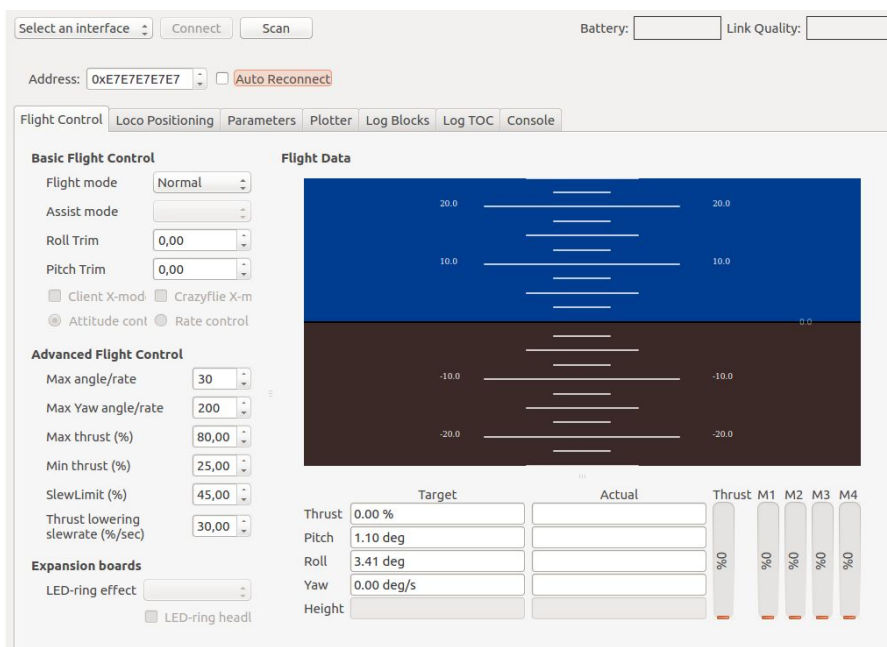 Select an interface Connect Scan Battery: Link Quality:
Address: 0xE7E7E7E7E7 Auto Reconnect
Flight Control Loco Positioning Parameters Plotter Log Blocks Log TOC Console
Basic Flight Control
Flight mode Normal
Assist mode
Roll Trim 0,00
Pitch Trim 0,00
Client X-mod Crazyflie X-m
Attitude cont Rate control
Advanced Flight Control
Max angle/rate 30
Max Yaw angle/rate 200
Max thrust (%) 80,00
Min thrust (%) 25,00
SlewLimit (%) 45,00
Thrust lowering
slewrate (%/sec) 30,00
Expansion boards
LED-ring effect
LED-ring headl
Flight Data
20.0 20.0
10.0 10.0
0.0
-10.0 -10.0
-20.0 -20.0
Target Actual Thrust M1 M2 M3 M4
Thrust 0.00 %
Pitch 1.10 deg
Roll 3.41 deg
Yaw 0.00 deg/s
Height
0% 0% 0% 0% 0%